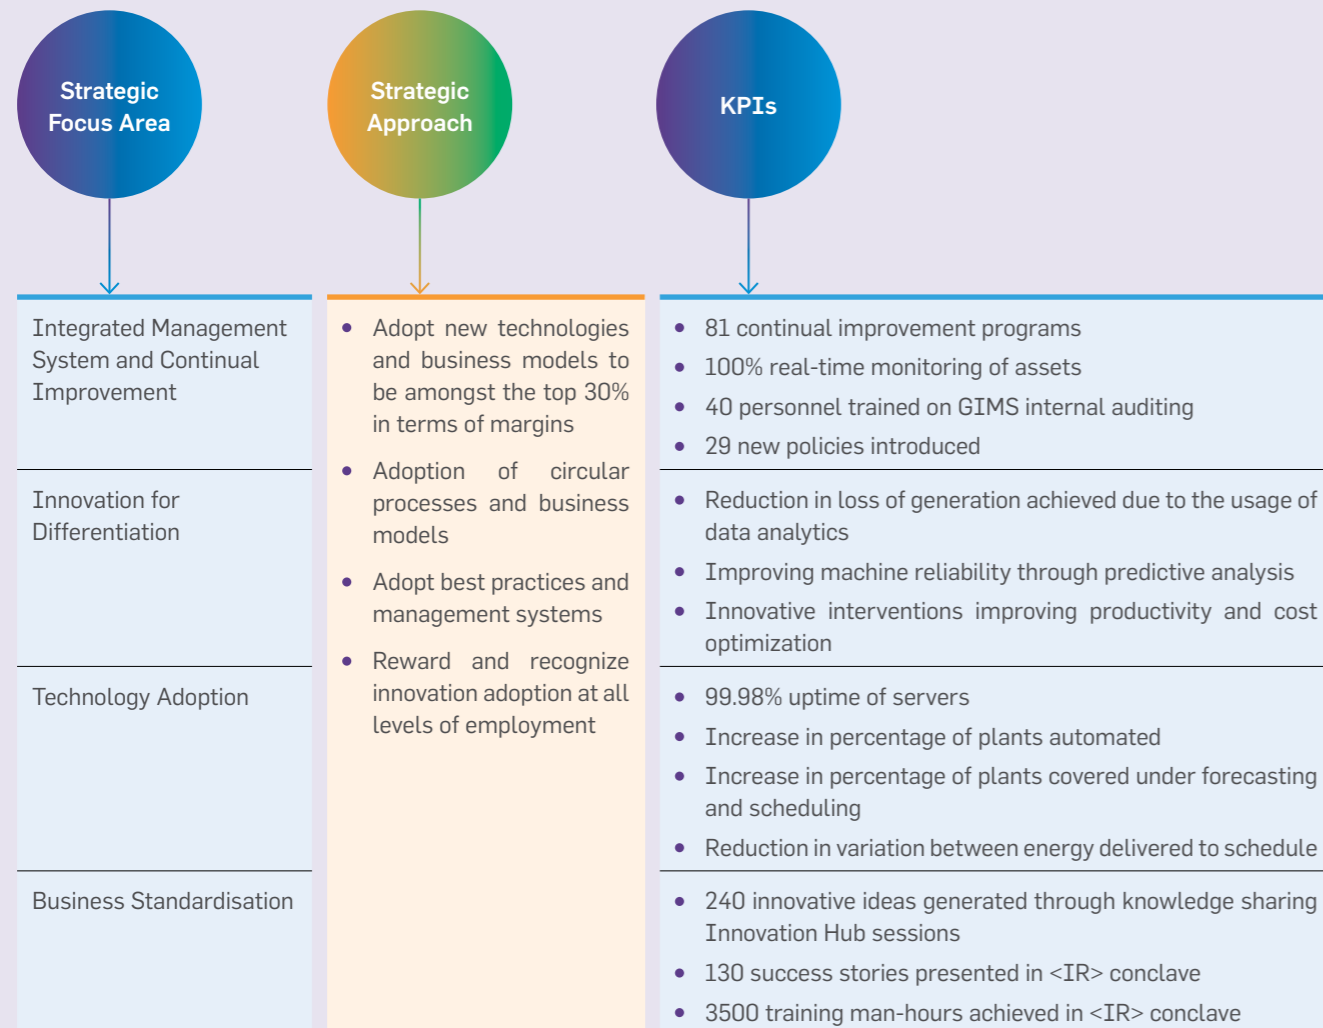 Strategic
Focus Area
Strategic
Approach
KPIs
Integrated Management
System and Continual
Improvement
Innovation for
Differentiation
Technology Adoption
Business Standardisation
• Adopt new technologies
and business models to
be amongst the top 30%
in terms of margins
• Adoption of circular
processes and business
models
• Adopt best practices and
management systems
• Reward and recognize
innovation adoption at all
levels of employment
• 81 continual improvement programs
• 100% real-time monitoring of assets
• 40 personnel trained on GIMS internal auditing
• 29 new policies introduced
• Reduction in loss of generation achieved due to the usage of
data analytics
• Improving machine reliability through predictive analysis
• Innovative interventions improving productivity and cost
optimization
• 99.98% uptime of servers
• Increase in percentage of plants automated
• Increase in percentage of plants covered under forecasting
and scheduling
• Reduction in variation between energy delivered to schedule
• 240 innovative ideas generated through knowledge sharing
Innovation Hub sessions
• 130 success stories presented in <IR> conclave
• 3500 training man-hours achieved in <IR> conclave